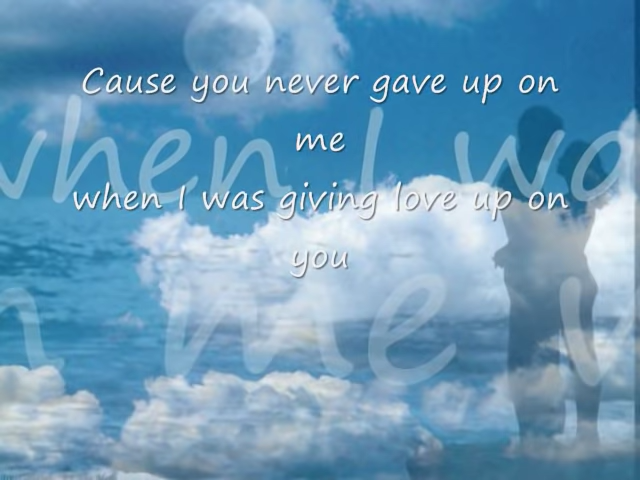 Cause you never gave up on
me
when I was giving love up on
you
when I wa
n me w